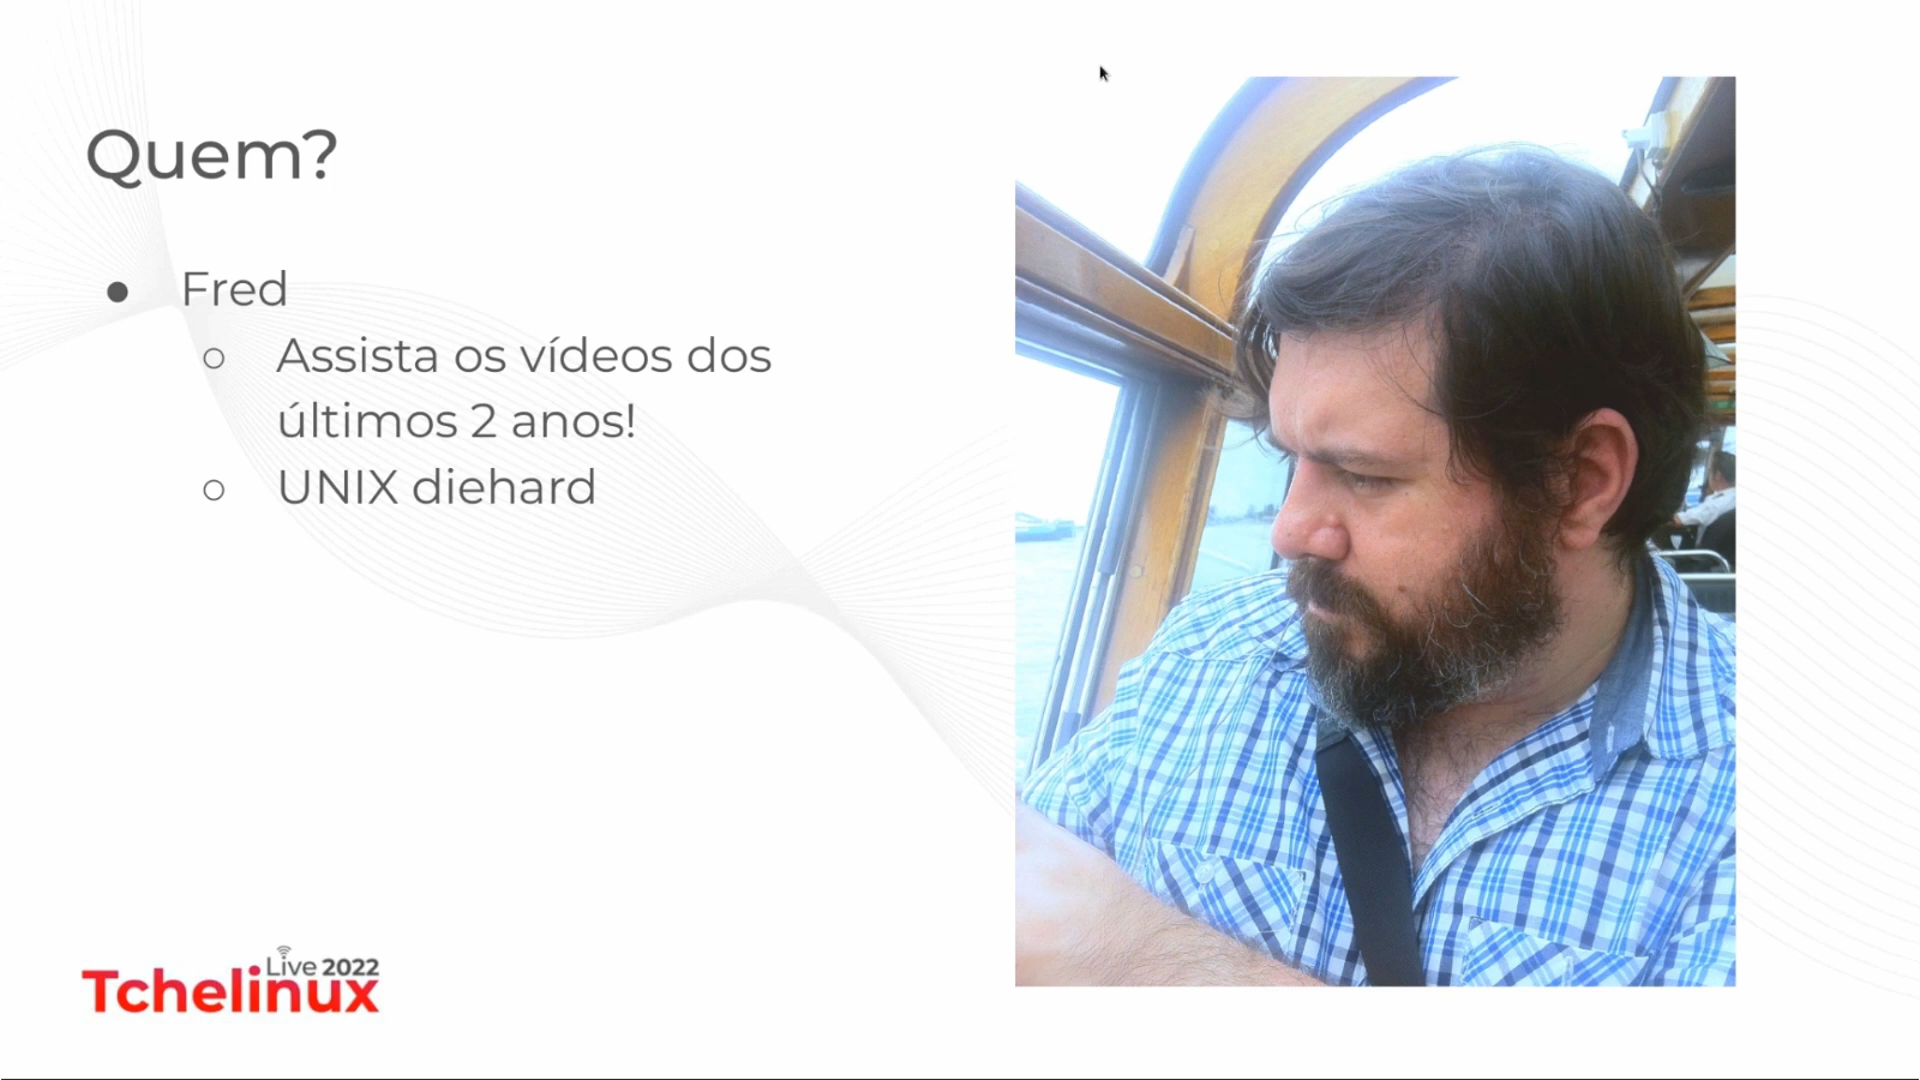 Quem?
● Fred
○ Assista os vídeos dos
últimos 2 anos!
○ UNIX diehard
Live 2022
Tchelinux